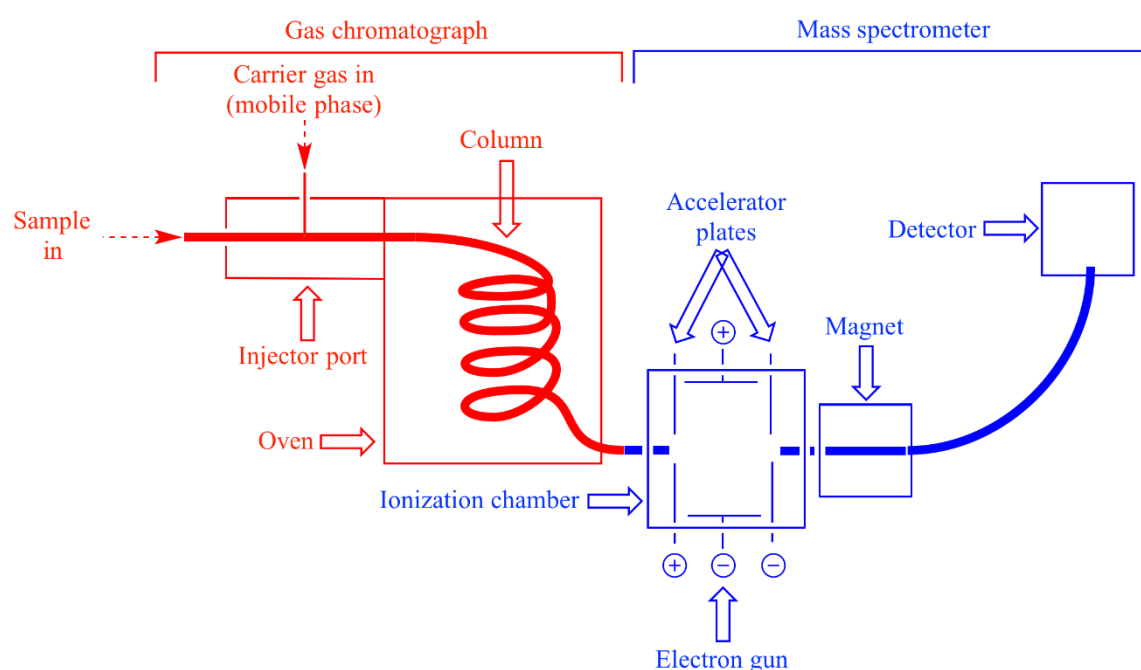 Gas chromatograph
Mass spectrometer
Carrier gas in
(mobile phase)
Column
Sample
in
Accelerator
plates
Detector
Injector port
+
Magnet
Oven
Ionization chamber
+ − −
Electron gun